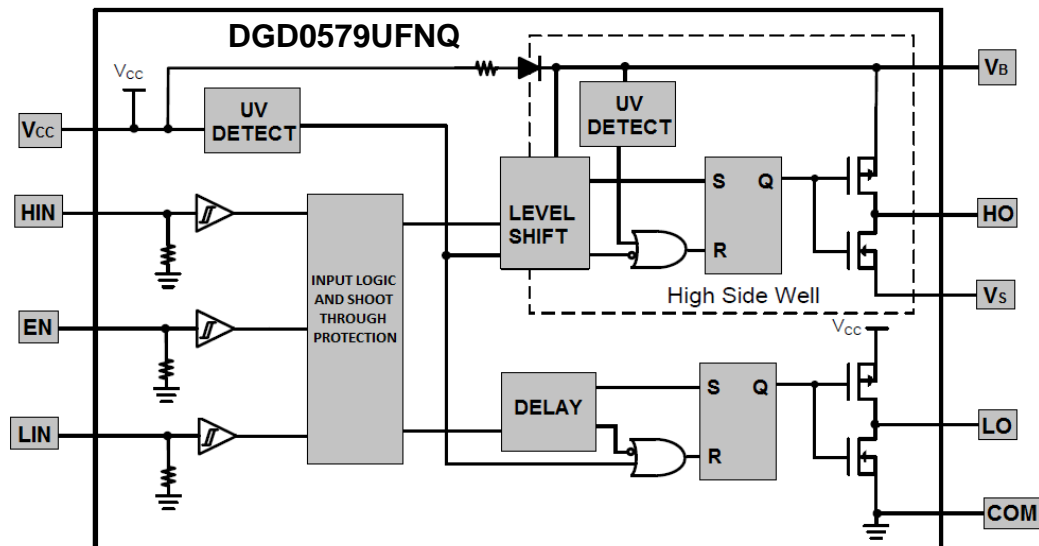 DGD0579UFNQ
VCC
VB
UV
DETECT
UV
DETECT
VCC
HIN
S
Q
LEVEL
SHIFT
HO
R
INPUT LOGIC
AND SHOOT
THROUGH
PROTECTION
High Side Well
VS
EN
VCC
S
Q
DELAY
LIN
LO
R
COM